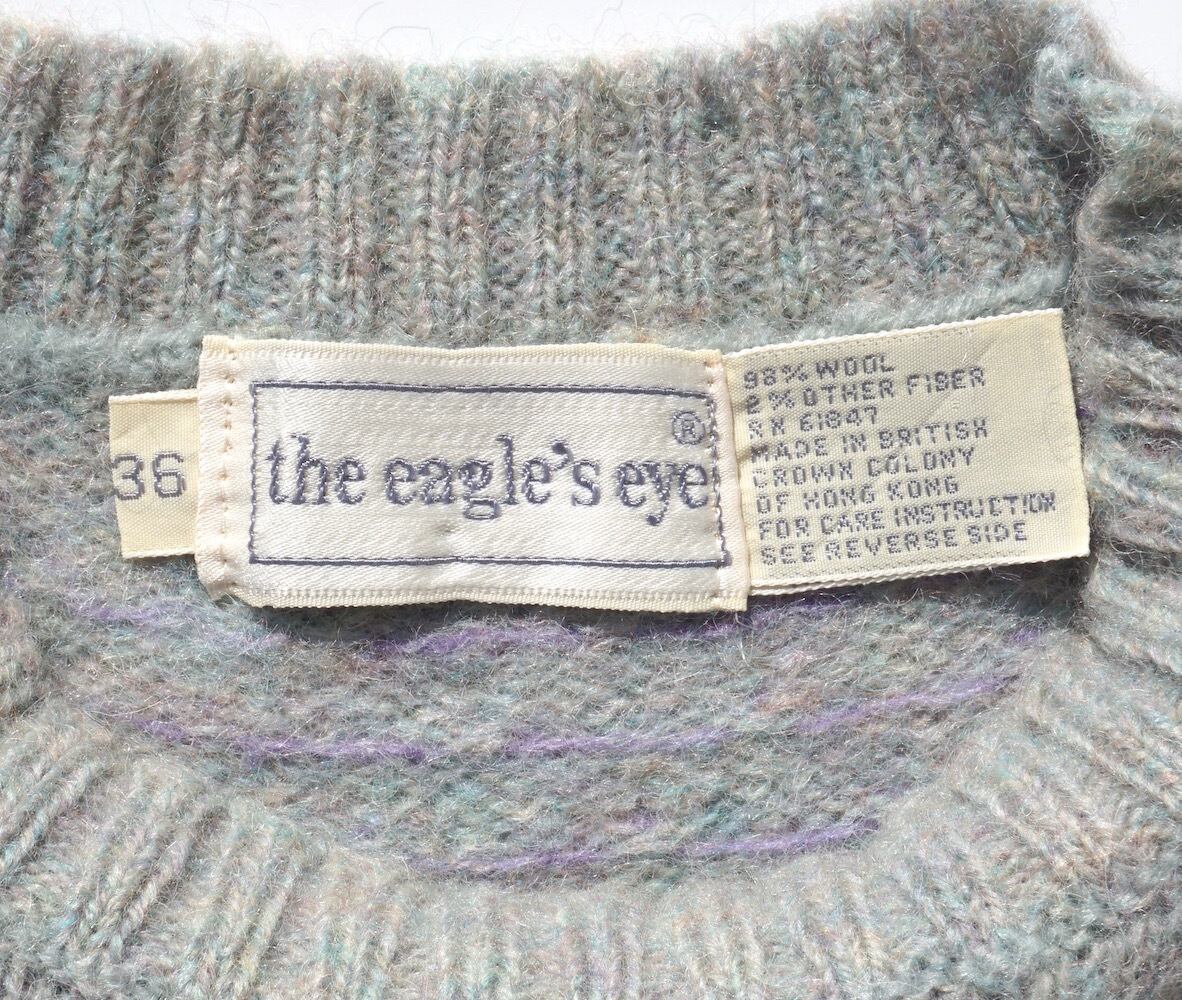 36
the eagle's eye®
98% WOOL
2% OTHER FIBER
RN 61847
MADE IN BRITISH
CROWN COLONY
OF HONG KONG
FOR CARE INSTRUCTION
SEE REVERSE SIDE